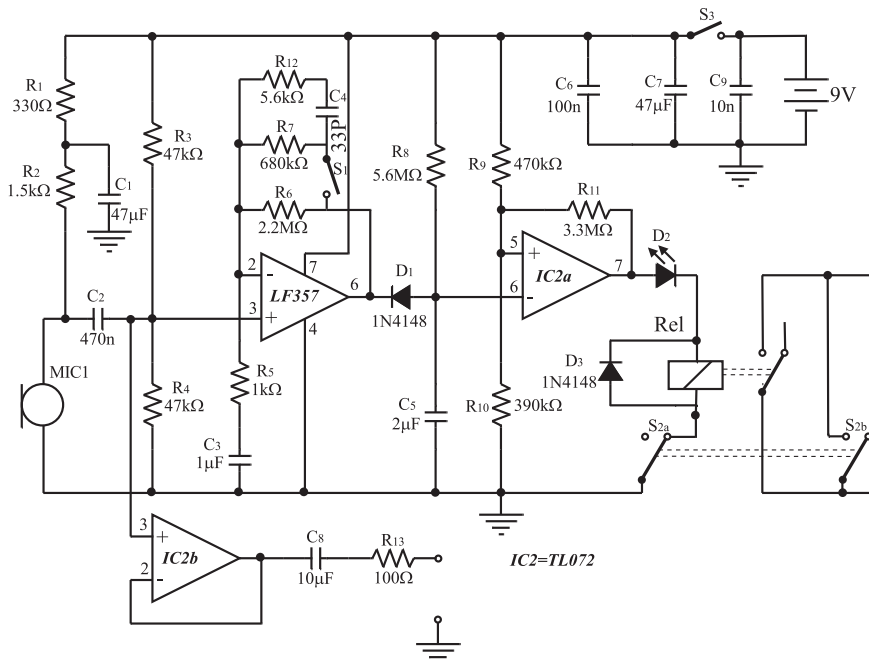 S3
R1
330Ω
R2
1.5kΩ
C1
47μF
R3
47kΩ
R12
5.6kΩ
C4
33P
R7
680kΩ
S1
R6
2.2MΩ
R8
5.6MΩ
R9
470kΩ
C6
100n
C7
47μF
C9
10n
9V
R11
3.3MΩ
2
-
7
LF357
6
3
+
4
D1
1N4148
5
+
IC2a
7
6
-
D2
Rel
D3
1N4148
C2
470n
MIC1
R4
47kΩ
R5
1kΩ
C3
1μF
C5
2μF
R10
390kΩ
S2a
S2b
3
+
IC2b
2
-
C8
10μF
R13
100Ω
IC2=TL072